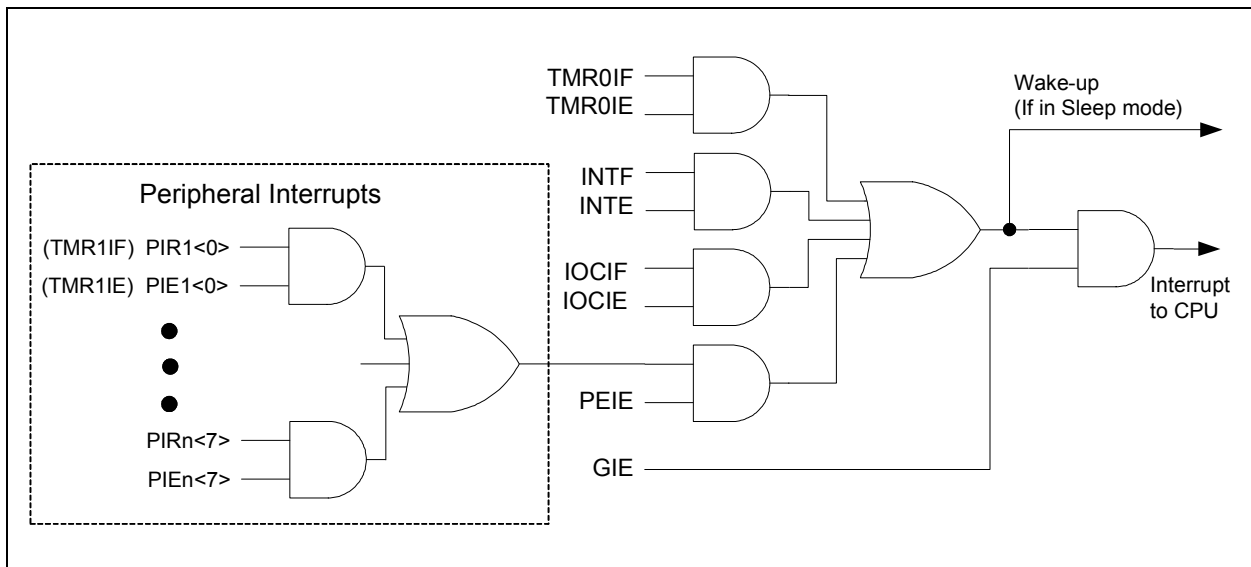 TMR0IF
TMR0IE
Wake-up
(If in Sleep mode)
Peripheral Interrupts
INTF
INTE
(TMR1IF) PIR1<0>
(TMR1IE) PIE1<0>
IOCIF
IOCIE
Interrupt
to CPU
PEIE
PIRn<7>
PIEn<7>
GIE